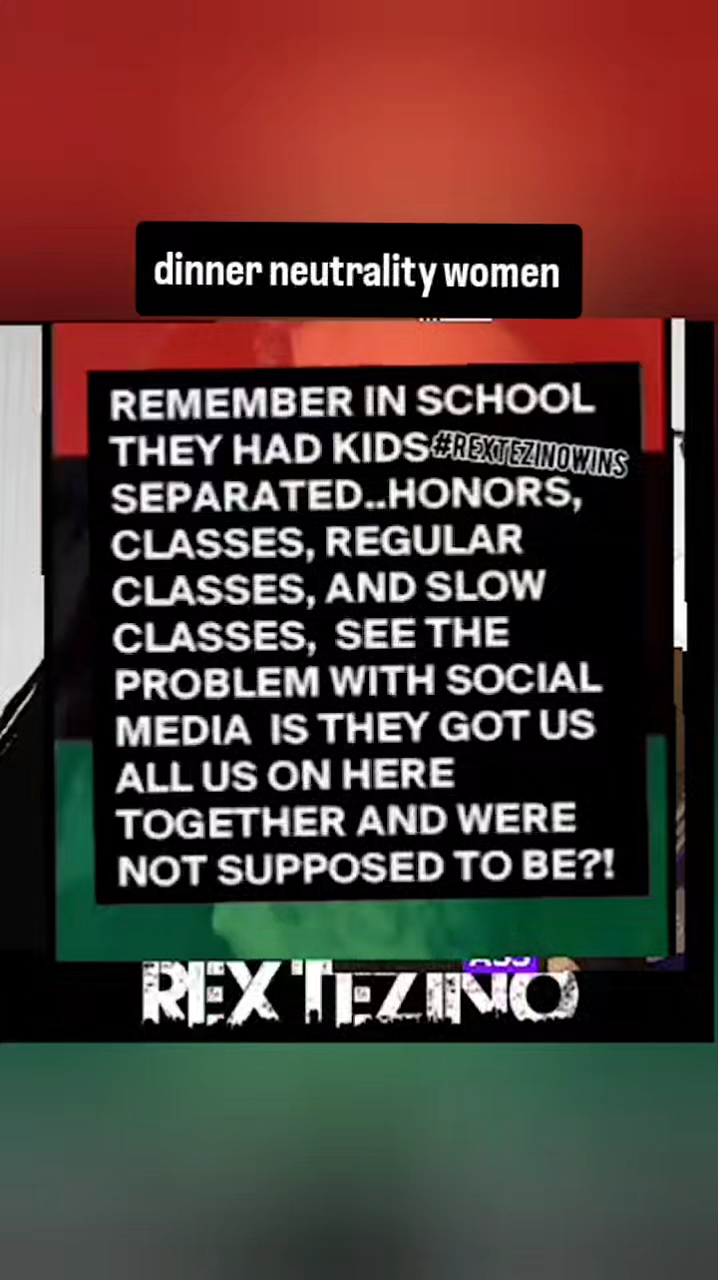 dinner neutrality women
REMEMBER IN SCHOOL
THEY HAD KIDS #REXTEZINOWINS
SEPARATED..HONORS,
CLASSES, REGULAR
CLASSES, AND SLOW
CLASSES, SEE THE
PROBLEM WITH SOCIAL
MEDIA IS THEY GOT US
ALL US ON HERE
TOGETHER AND WERE
NOT SUPPOSED TO BE?!
REX TEZINO